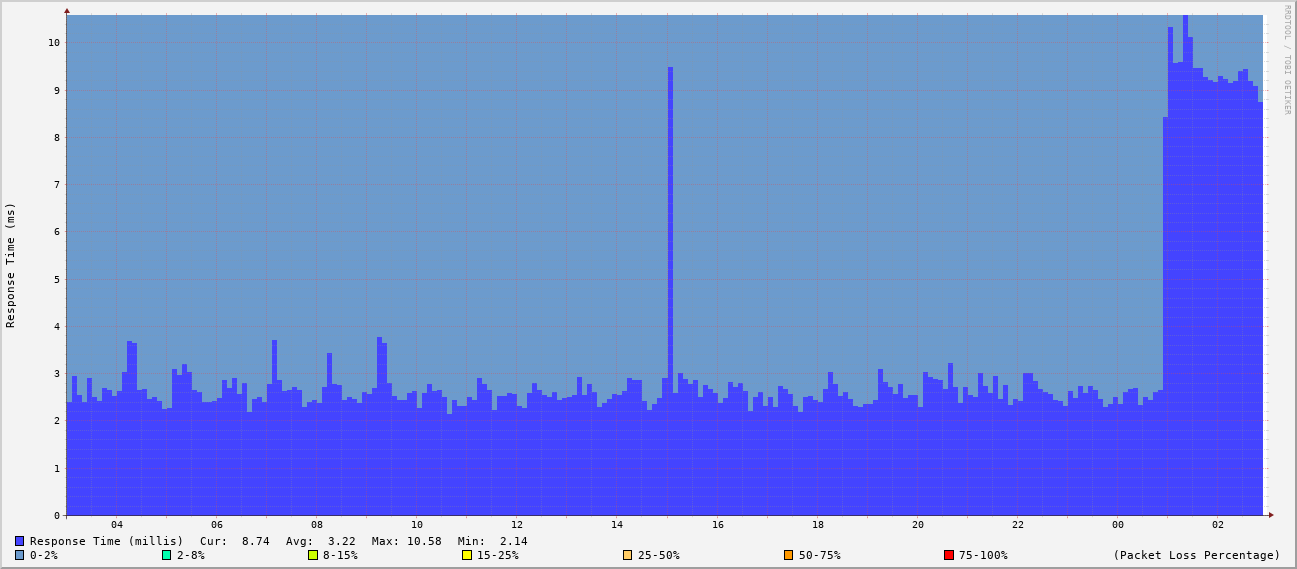 RRDTOOL / TOBI OETIKER
Response Time (ms)
10
9
8
7
6
5
4
3
2
1
0
04 06 08 10 12 14 16 18 20 22 00 02
Response Time (millis) Cur: 8.74 Avg: 3.22 Max: 10.58 Min: 2.14
0-2% 2-8% 8-15% 15-25% 25-50% 50-75% 75-100% (Packet Loss Percentage)